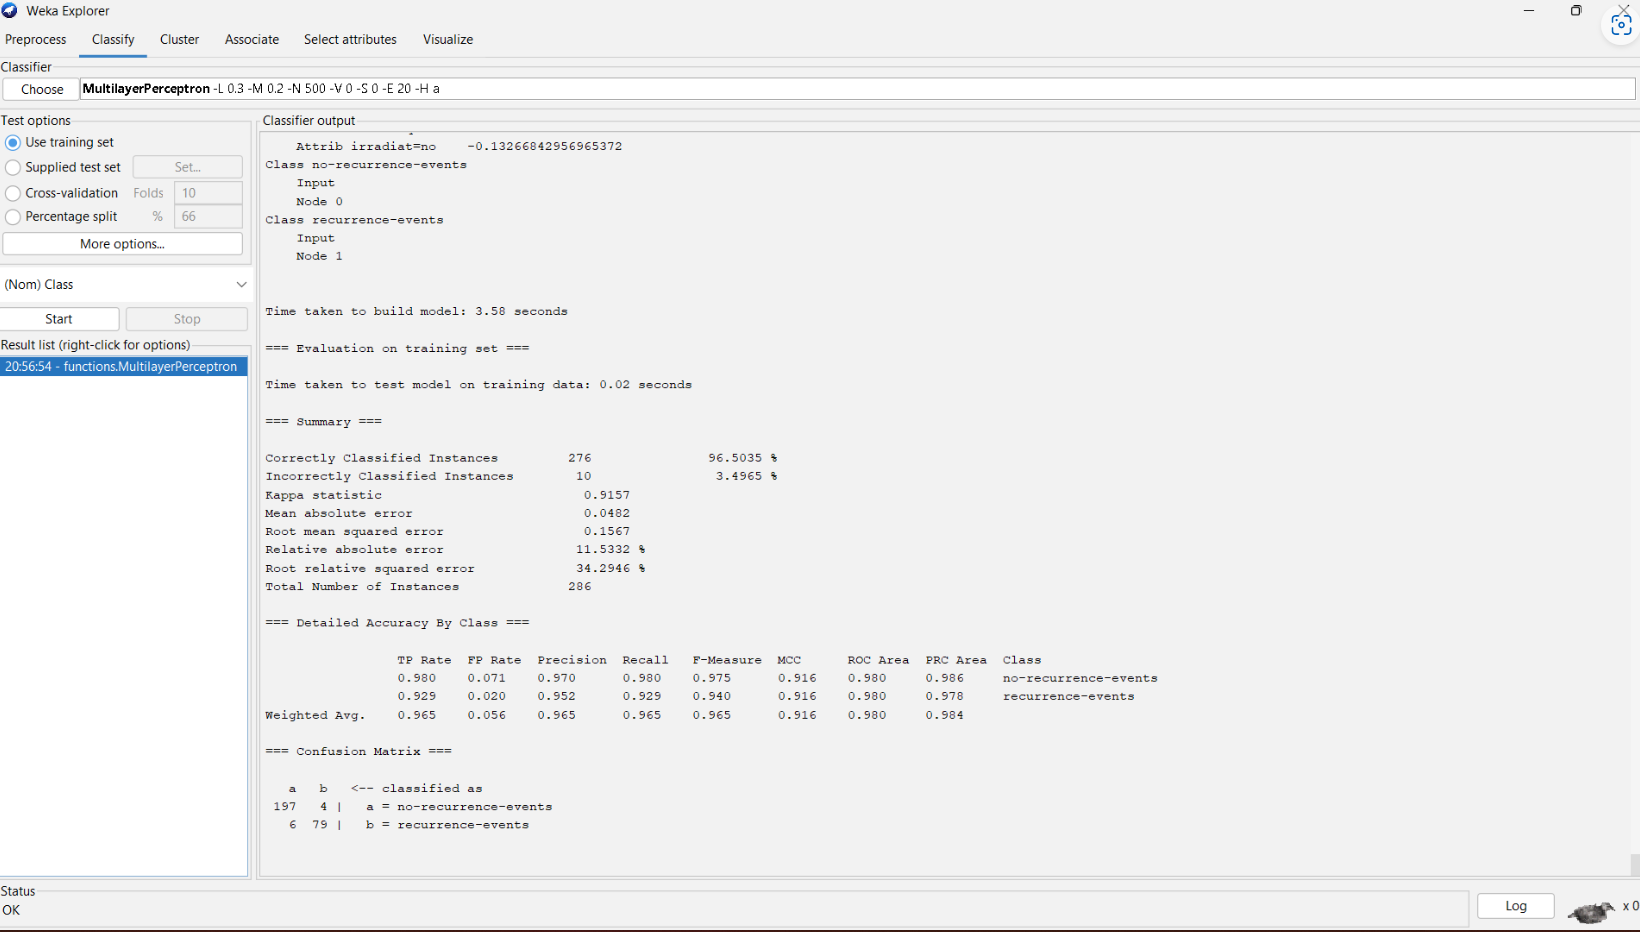 Weka Explorer
Preprocess Classify Cluster Associate Select attributes Visualize
Classifier
Choose MultilayerPerceptron -L 0.3 -M 0.2 -N 500 -V 0 -S 0 -E 20 -H a
Test options
Use training set
Supplied test set Set...
Cross-validation Folds 10
Percentage split % 66
More options...
(Nom) Class
Start Stop
Result list (right-click for options)
20:56:54 - functions.MultilayerPerceptron
Classifier output
Attrib irradiat=no -0.13266842956965372
Class no-recurrence-events
Input
Node 0
Class recurrence-events
Input
Node 1
Time taken to build model: 3.58 seconds
=== Evaluation on training set ===
Time taken to test model on training data: 0.02 seconds
=== Summary ===
Correctly Classified Instances 276 96.5035 %
Incorrectly Classified Instances 10 3.4965 %
Kappa statistic 0.9157
Mean absolute error 0.0482
Root mean squared error 0.1567
Relative absolute error 11.5332 %
Root relative squared error 34.2946 %
Total Number of Instances 286
=== Detailed Accuracy By Class ===
TP Rate FP Rate Precision Recall F-Measure MCC ROC Area PRC Area Class
0.980 0.071 0.970 0.980 0.975 0.916 0.980 0.986 no-recurrence-events
0.929 0.020 0.952 0.929 0.940 0.916 0.980 0.978 recurrence-events
Weighted Avg. 0.965 0.056 0.965 0.965 0.965 0.916 0.980 0.984
=== Confusion Matrix ===
a b <-- classified as
197 4 | a = no-recurrence-events
6 79 | b = recurrence-events
Status
OK
Log x 0